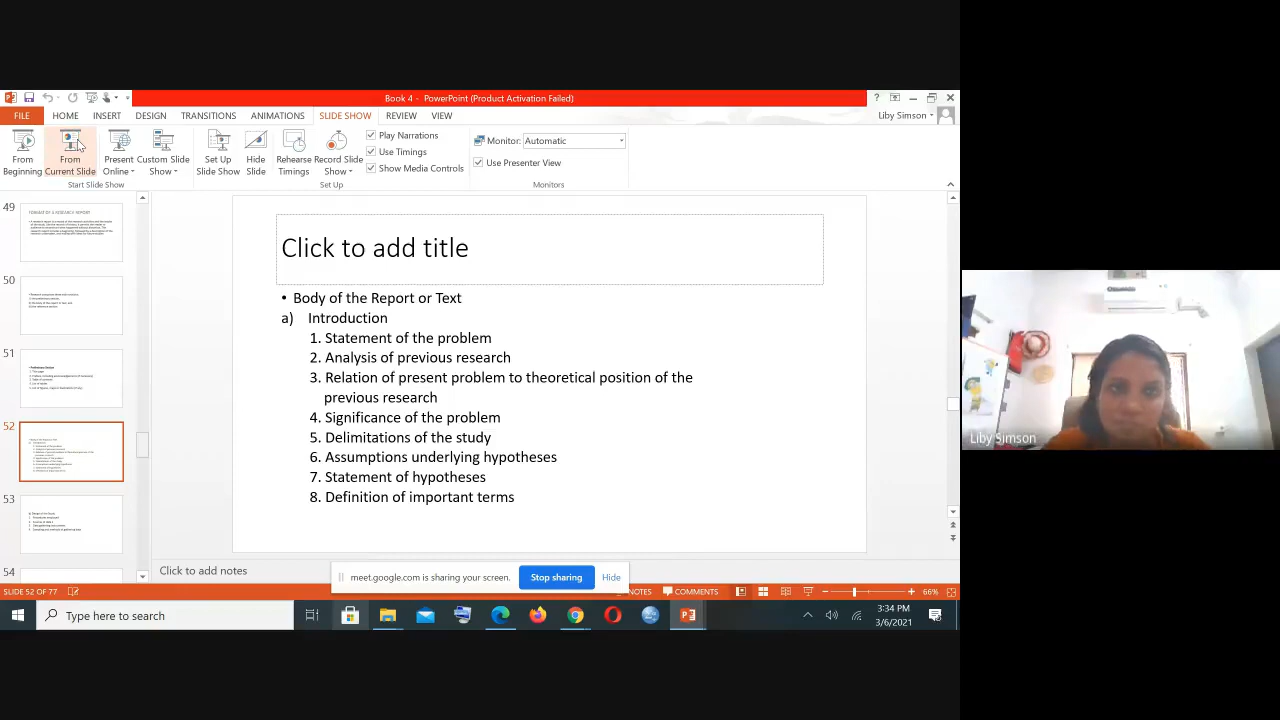 Book 4 - PowerPoint (Product Activation Failed)
FILE HOME INSERT DESIGN TRANSITIONS ANIMATIONS SLIDE SHOW REVIEW VIEW
Liby Simson
From Beginning
From Current Slide
Present Online
Custom Slide Show
Start Slide Show
Set Up Slide Show
Hide Slide
Rehearse Timings
Record Slide Show
Play Narrations
Use Timings
Show Media Controls
Set Up
Monitor: Automatic
Use Presenter View
Monitors
49
50
51
52
53
54
Click to add title
• Body of the Report or Text
a) Introduction
1. Statement of the problem
2. Analysis of previous research
3. Relation of present problem to theoretical position of the
previous research
4. Significance of the problem
5. Delimitations of the study
6. Assumptions underlying hypotheses
7. Statement of hypotheses
8. Definition of important terms
Liby Simson
Click to add notes
meet.google.com is sharing your screen.
Stop sharing
Hide
SLIDE 52 OF 77
NOTES
COMMENTS
66%
Type here to search
3:34 PM
3/6/2021